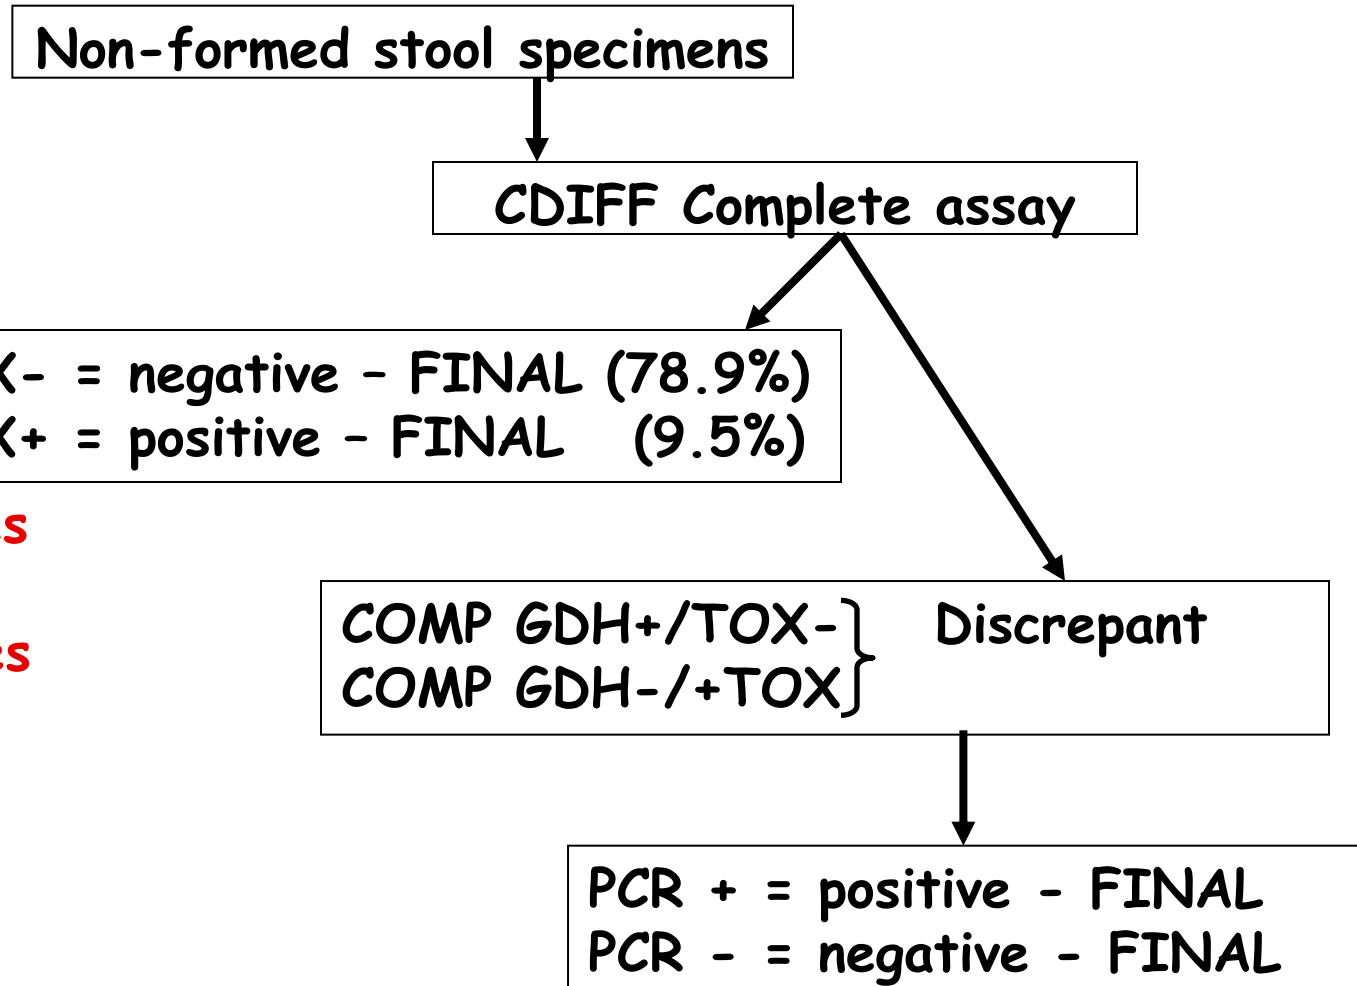 Non-formed stool specimens
CDIFF Complete assay
X- = negative – FINAL (78.9%)
X+ = positive – FINAL (9.5%)
COMP GDH+/TOX- Discrepant
COMP GDH-/+TOX
PCR + = positive - FINAL
PCR - = negative - FINAL